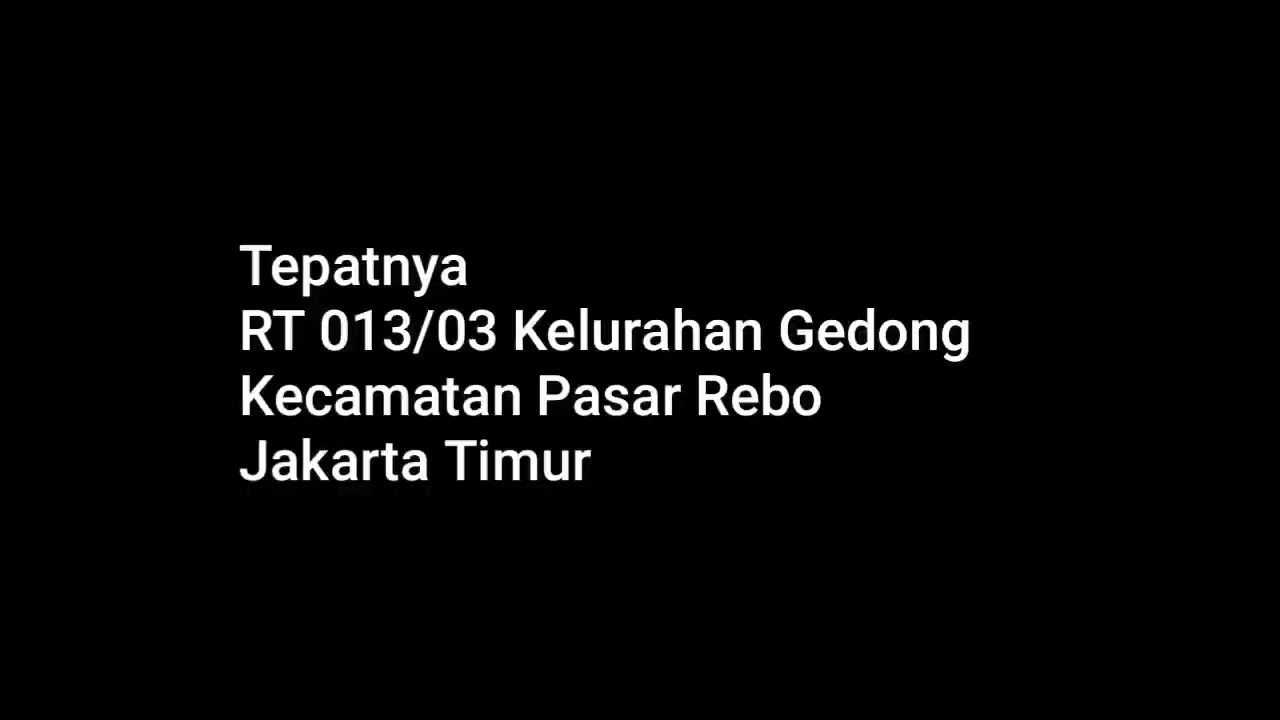 Tepatnya
RT 013/03 Kelurahan Gedong
Kecamatan Pasar Rebo
Jakarta Timur